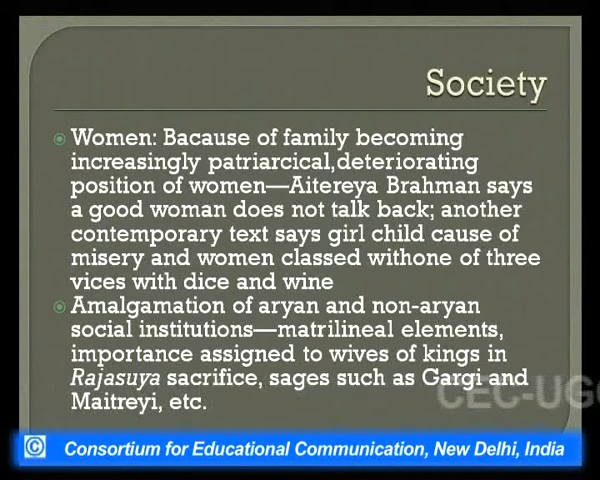 Society
Women: Bacause of family becoming
increasingly patriarcical,deteriorating
position of women—Aitereya Brahman says
a good woman does not talk back; another
contemporary text says girl child cause of
misery and women classed withone of three
vices with dice and wine
Amalgamation of aryan and non-aryan
social institutions—matrilineal elements,
importance assigned to wives of kings in
Rajasuya sacrifice, sages such as Gargi and
Maitreyi, etc.
CEC-UGC
© Consortium for Educational Communication, New Delhi, India